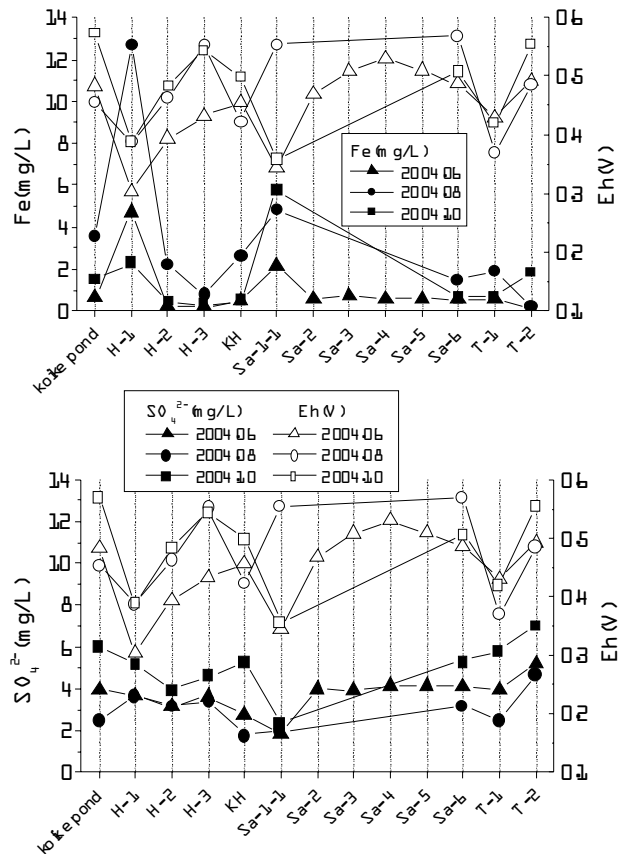 14 0.6
12
10 0.5
8 0.4
6 0.3
4 0.2
2
0 0.1
Fe(mg/L)
Eh(V)
Fe(mg/L)
2004.06
2004.08
2004.10
koike pond H-1 H-2 H-3 KH Sa-1-1 Sa-2 Sa-3 Sa-4 Sa-5 Sa-6 T-1 T-2
SO₄²⁻(mg/L) Eh(V)
2004.06 2004.06
2004.08 2004.08
2004.10 2004.10
14 0.6
12
10 0.5
8 0.4
6 0.3
4 0.2
2
0 0.1
SO₄²⁻(mg/L)
Eh(V)
koike pond H-1 H-2 H-3 KH Sa-1-1 Sa-2 Sa-3 Sa-4 Sa-5 Sa-6 T-1 T-2